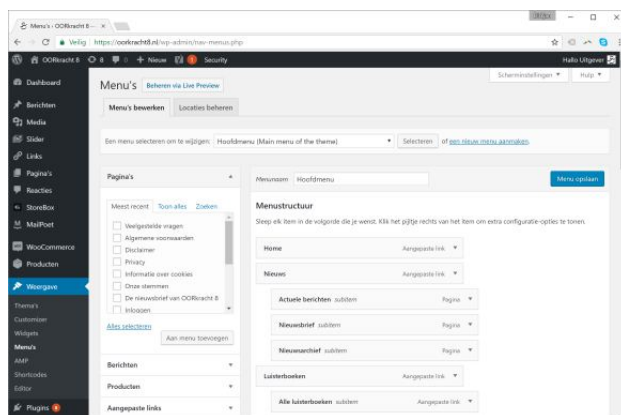 Menu's - OORkracht 8 -
Veilig https://oorkracht8.nl/wp-admin/nav-menus.php
OORkracht 8 8 0 + Nieuw Security Hallo Uitgever
Scherminstellingen Hulp
Dashboard
Berichten
Media
Slider
Links
Pagina's
Reacties
StoreBox
MailPoet
WooCommerce
Producten
Weergave
Thema's
Customizer
Widgets
Menu's
AMP
Shortcodes
Editor
Plugins
Menu's Beheren via Live Preview
Menu's bewerken Locaties beheren
Een menu selecteren om te wijzigen: Hoofdmenu (Main menu of the theme) Selecteren of een nieuw menu aanmaken.
Pagina's
Meest recent Toon alles Zoeken
Veelgestelde vragen
Algemene voorwaarden
Disclaimer
Privacy
Informatie over cookies
Onze stemmen
De nieuwsbrief van OORkracht 8
Inloggen
Alles selecteren
Aan menu toevoegen
Berichten
Producten
Aangepaste links
Menunaam Hoofdmenu Menu opslaan
Menustructuur
Sleep elk item in de volgorde die je wenst. Klik het pijltje rechts van het item om extra configuratie-opties te tonen.
Home Aangepaste link
Nieuws Aangepaste link
Actuele berichten subitem Pagina
Nieuwsbrief subitem Pagina
Nieuwsarchief subitem Pagina
Luisterboeken Aangepaste link
Alle luisterboeken subitem Aangepaste link